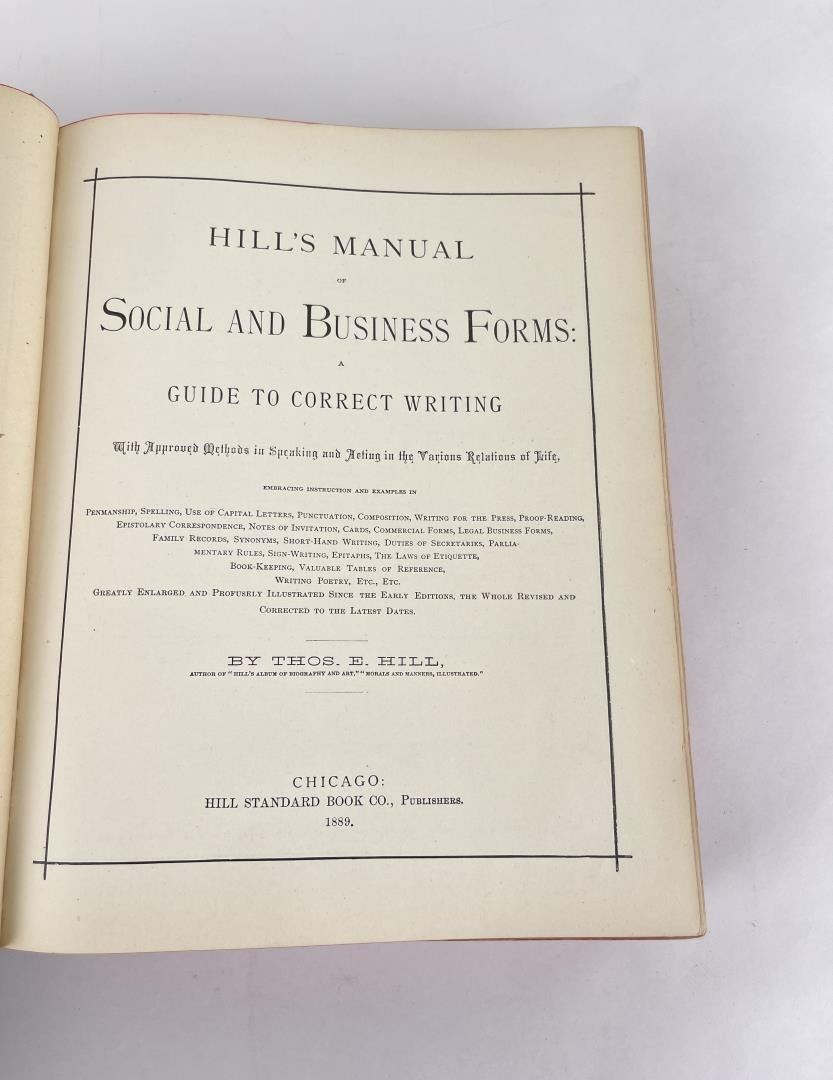 HILL'S MANUAL
OF
SOCIAL AND BUSINESS FORMS:
A
GUIDE TO CORRECT WRITING
With Approved Methods in Speaking and Acting in the Various Relations of Life,
EMBRACING INSTRUCTION AND EXAMPLES IN
PENMANSHIP, SPELLING, USE OF CAPITAL LETTERS, PUNCTUATION, COMPOSITION, WRITING FOR THE PRESS, PROOF-READING,
EPISTOLARY CORRESPONDENCE, NOTES OF INVITATION, CARDS, COMMERCIAL FORMS, LEGAL BUSINESS FORMS,
FAMILY RECORDS, SYNONYMS, SHORT-HAND WRITING, DUTIES OF SECRETARIES, PARLIA-
MENTARY RULES, SIGN-WRITING, EPITAPHS, THE LAWS OF ETIQUETTE,
BOOK-KEEPING, VALUABLE TABLES OF REFERENCE,
WRITING POETRY, ETC., ETC.
GREATLY ENLARGED AND PROFUSELY ILLUSTRATED SINCE THE EARLY EDITIONS, THE WHOLE REVISED AND
CORRECTED TO THE LATEST DATES.
BY THOS. E. HILL,
AUTHOR OF "HILL'S ALBUM OF BIOGRAPHY AND ART," "MORALS AND MANNERS, ILLUSTRATED."
CHICAGO:
HILL STANDARD BOOK CO., PUBLISHERS.
1889.